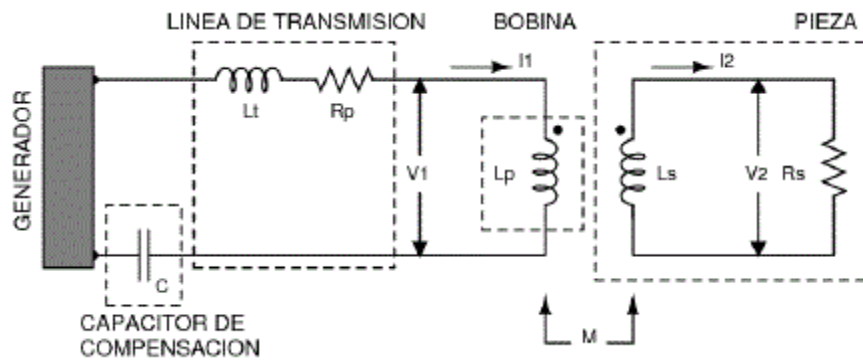 LINEA DE TRANSMISION
BOBINA
PIEZA
I1
I2
GENERADOR
Lt
Rp
V1
Lp
Ls
V2
Rs
C
M
CAPACITOR DE
COMPENSACION